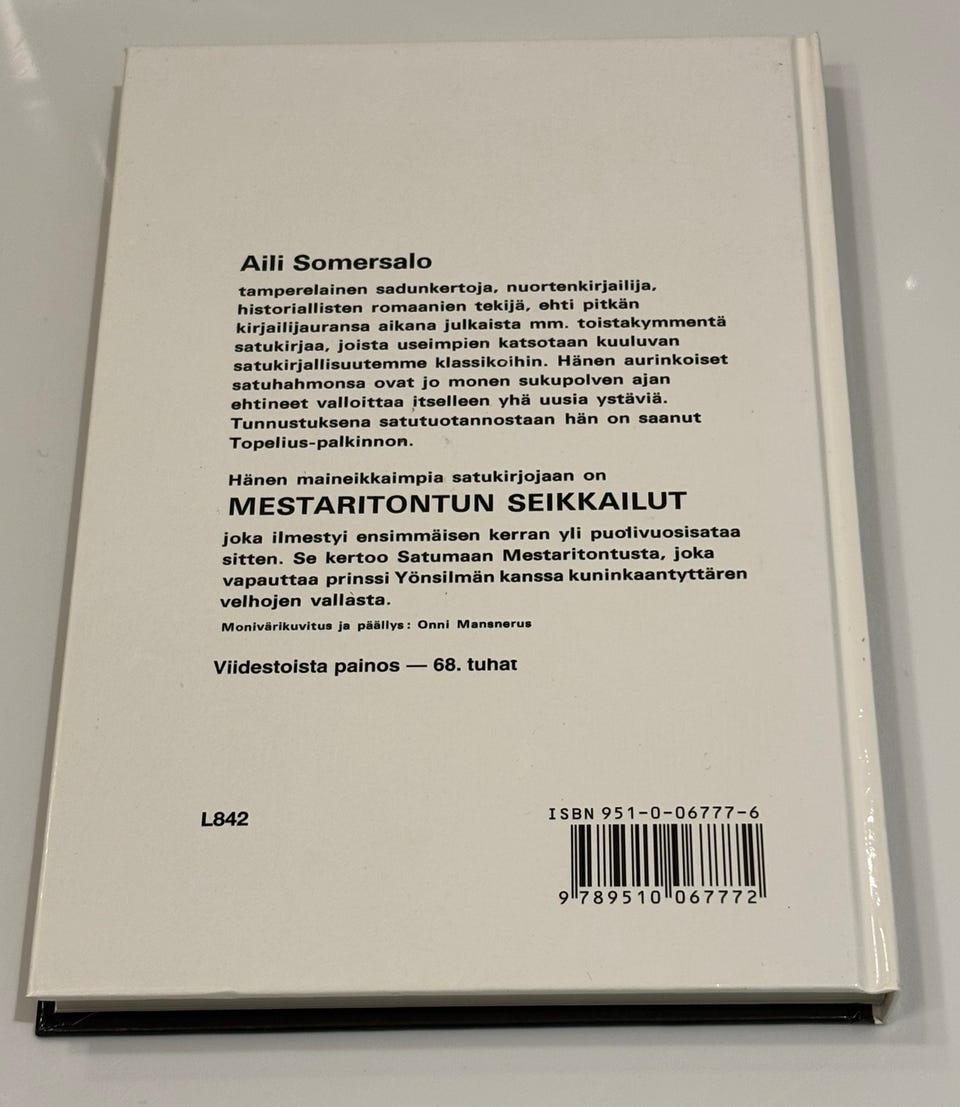 Aili Somersalo
tamperelainen sadunkertoja, nuortenkirjailija,
historiallisten romaanien tekijä, ehti pitkän
kirjailijauransa aikana julkaista mm. toistakymmentä
satukirjaa, joista useimpien katsotaan kuuluvan
satukirjallisuutemme klassikoihin. Hänen aurinkoiset
satuhahmonsa ovat jo monen sukupolven ajan
ehtineet valloittaa itselleen yhä uusia ystäviä.
Tunnustuksena satutuotannostaan hän on saanut
Topelius-palkinnon.
Hänen maineikkaimpia satukirjojaan on
MESTARITONTUN SEIKKAILUT
joka ilmestyi ensimmäisen kerran yli puolivuosisataa
sitten. Se kertoo Satumaan Mestaritontusta, joka
vapauttaa prinssi Yönsilmän kanssa kuninkaantyttären
velhojen vallasta.
Monivärikuvitus ja päällys: Onni Mansnerus
Viidestoista painos — 68. tuhat
L842
ISBN 951-0-06777-6
9 789510 067772